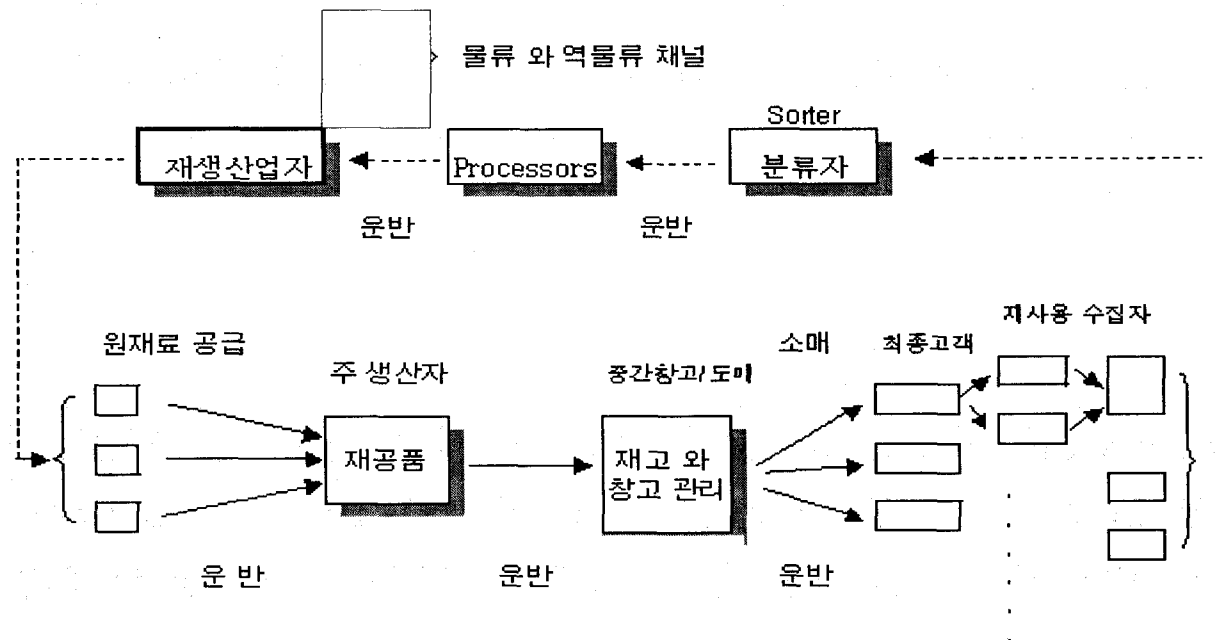 물류 와 역물류 채널
Sorter
재생산업자
Processors
분류자
운반
운반
재사용 수집자
원재료 공급
소매
최종고객
주 생산자
중간창고/도매
재공품
재고 와
창고 관리
운 반
운반
운반